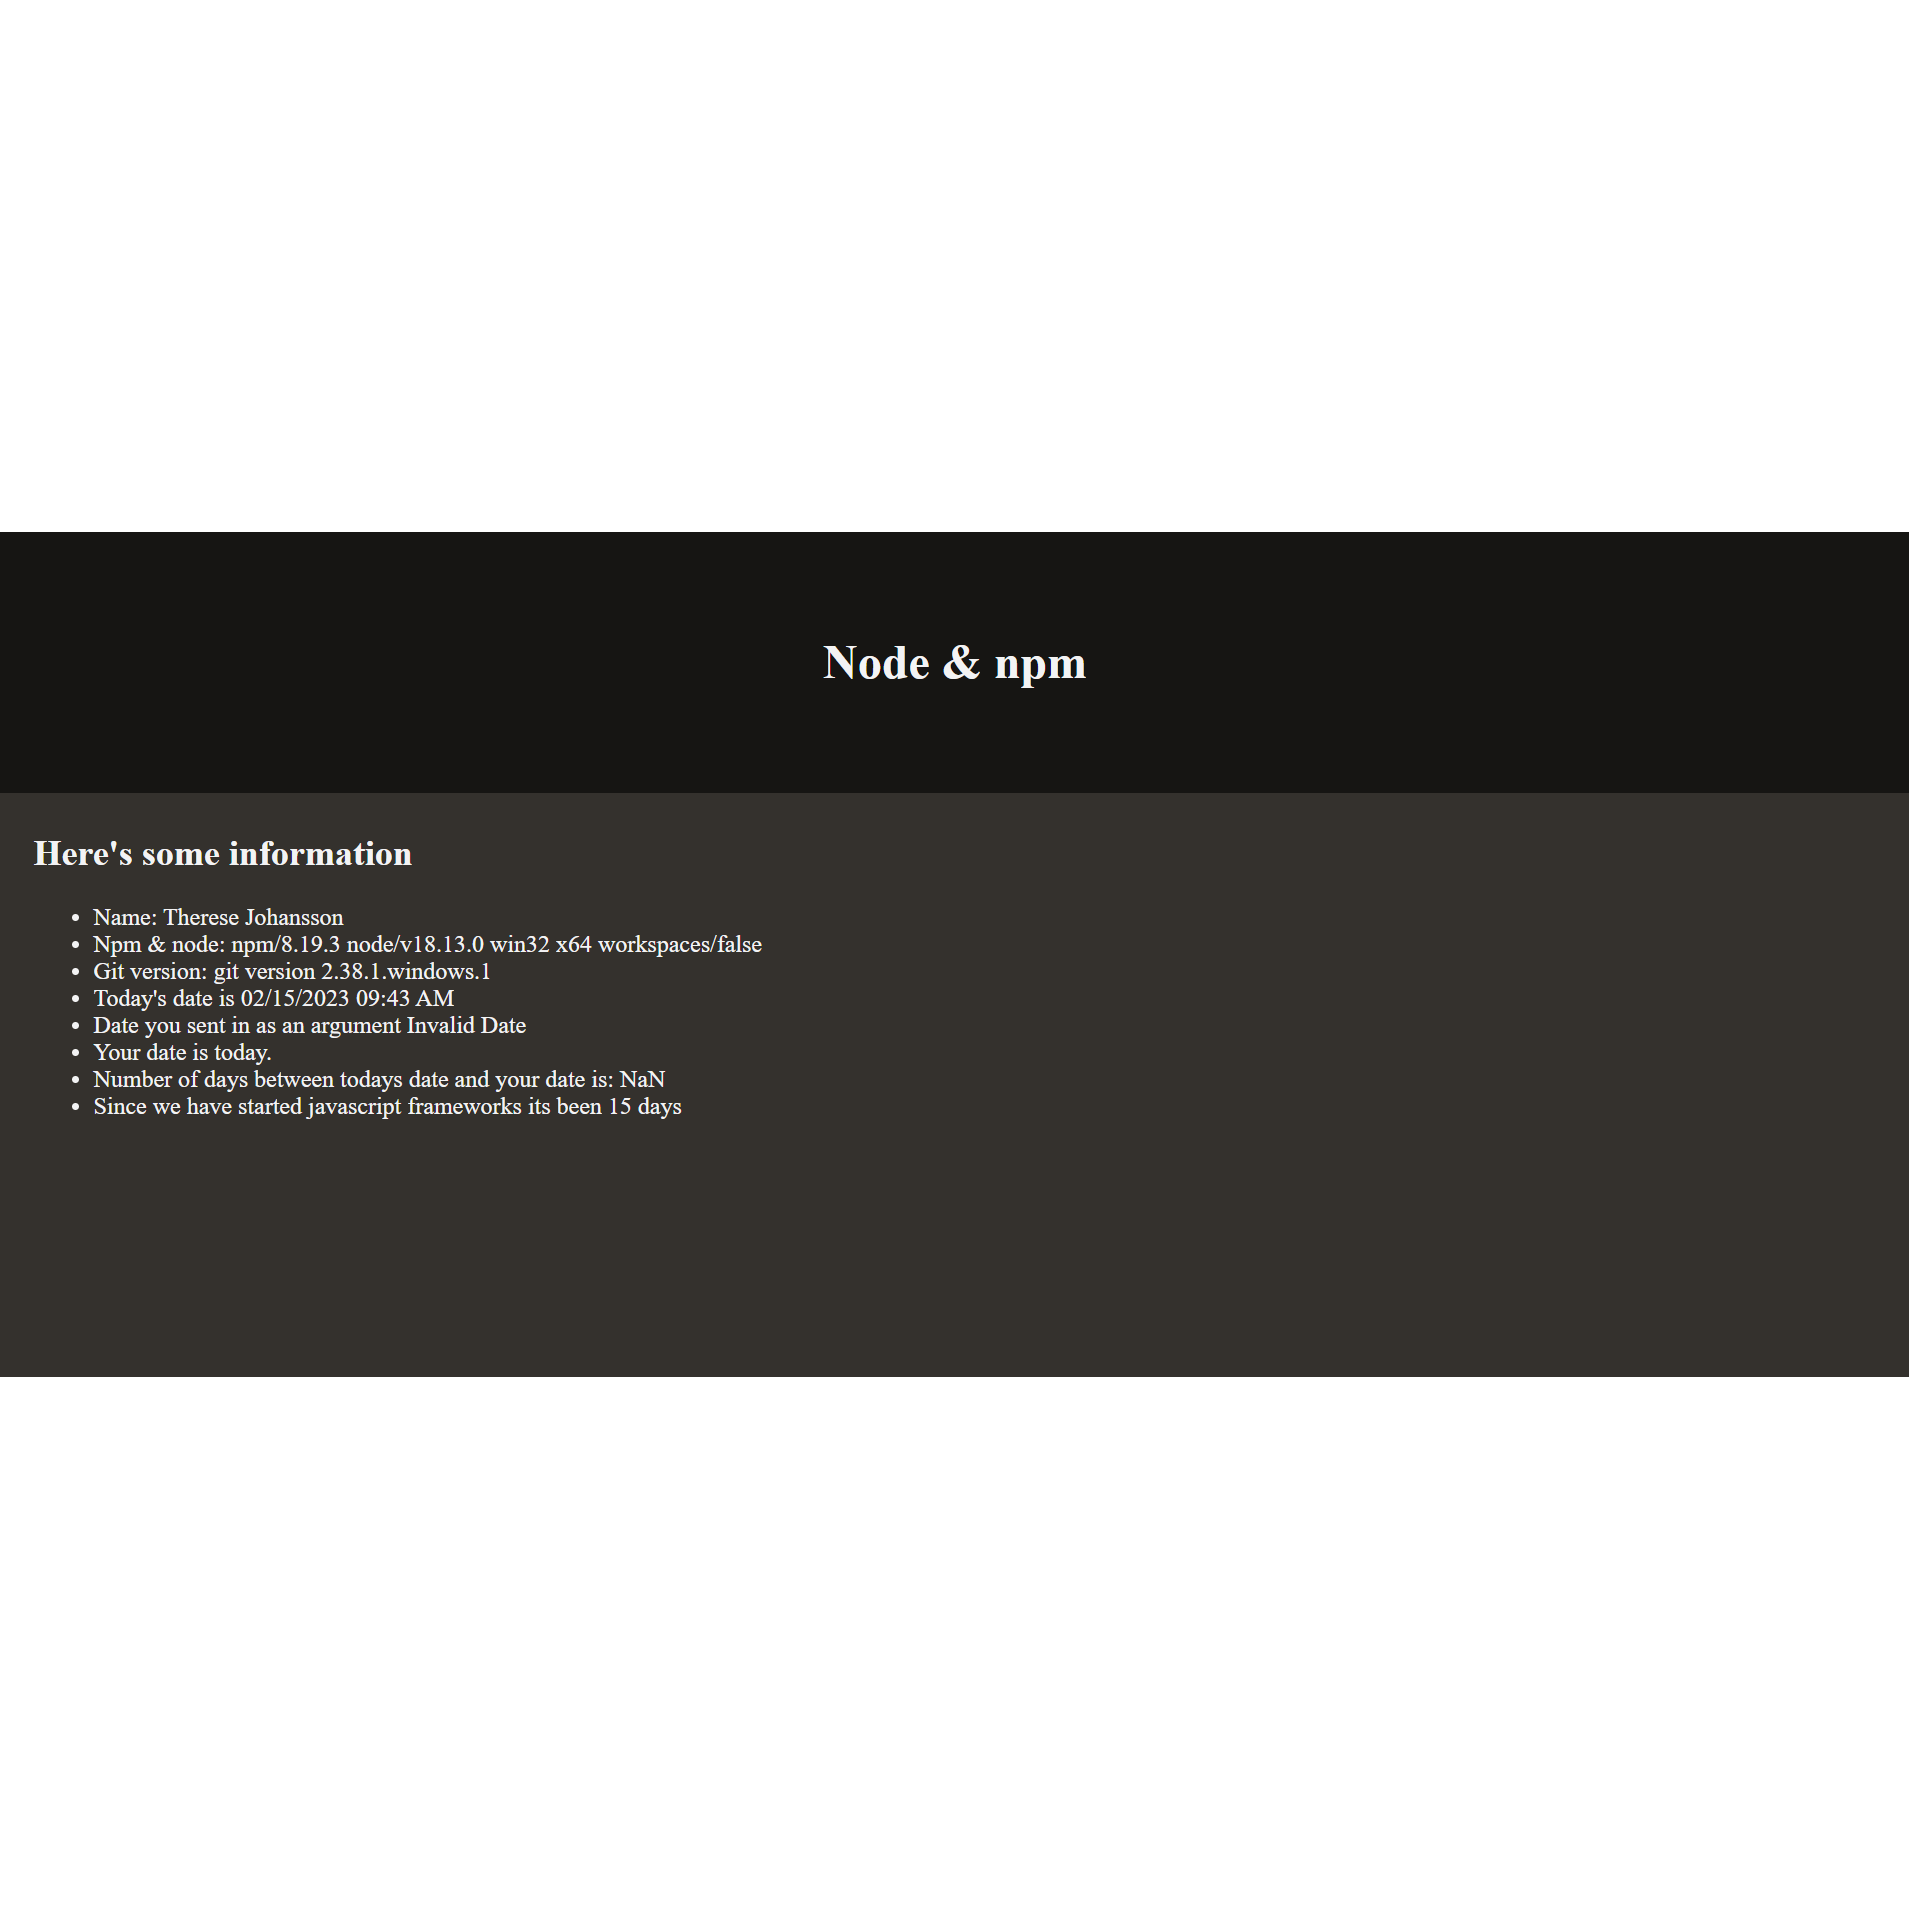 Node & npm
Here's some information
Name: Therese Johansson
Npm & node: npm/8.19.3 node/v18.13.0 win32 x64 workspaces/false
Git version: git version 2.38.1.windows.1
Today's date is 02/15/2023 09:43 AM
Date you sent in as an argument Invalid Date
Your date is today.
Number of days between todays date and your date is: NaN
Since we have started javascript frameworks its been 15 days